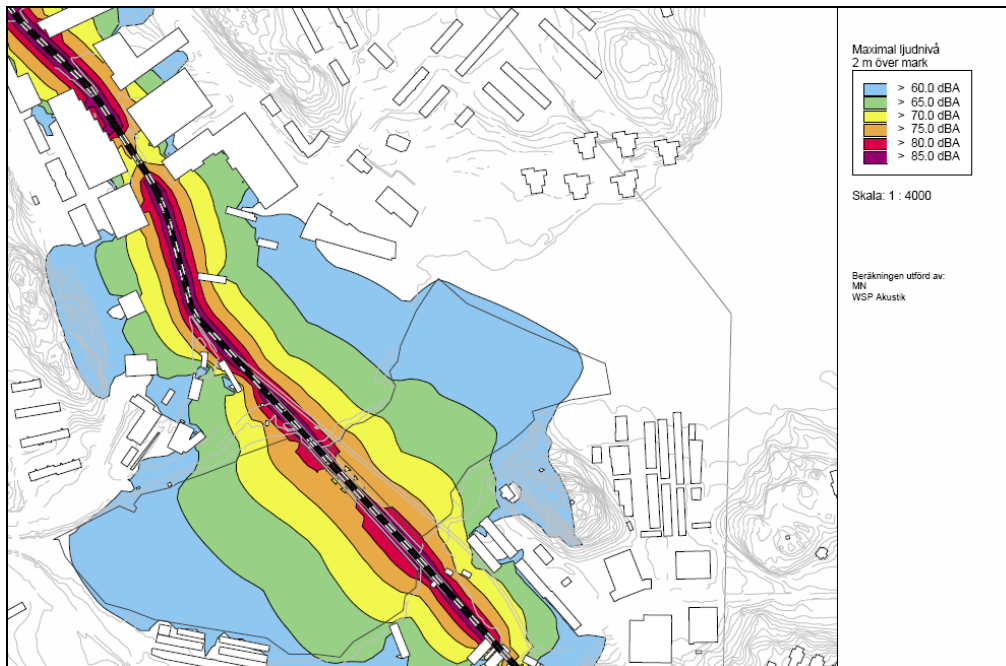 Maximal ljudnivå
2 m över mark
> 60.0 dBA
> 65.0 dBA
> 70.0 dBA
> 75.0 dBA
> 80.0 dBA
> 85.0 dBA
Skala: 1 : 4000
Beräkningen utförd av:
MN
WSP Akustik